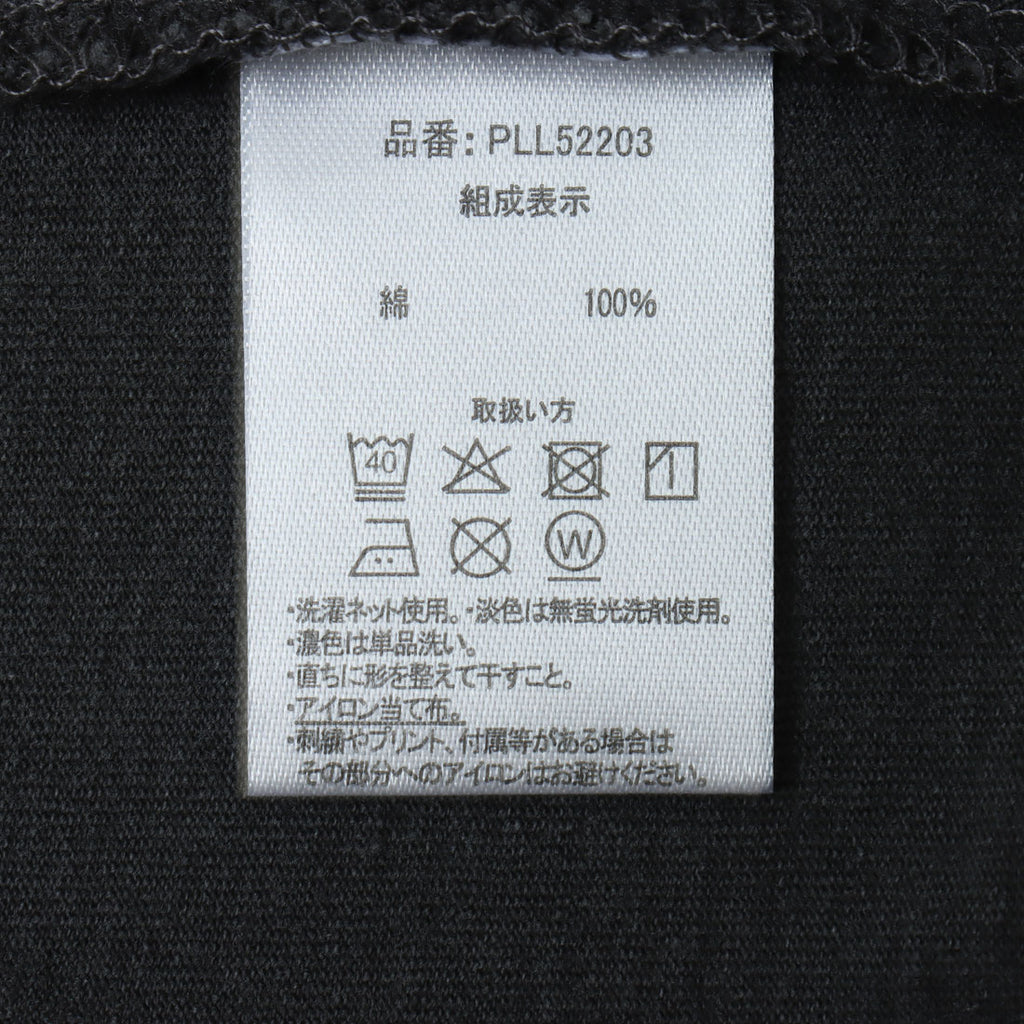 品番: PLL52203
組成表示
綿 100%
取扱い方
40
W
・洗濯ネット使用。・淡色は無蛍光洗剤使用。
・濃色は単品洗い。
・直ちに形を整えて干すこと。
・アイロン当て布。
・刺繍やプリント、付属等がある場合は
その部分へのアイロンはお避けください。